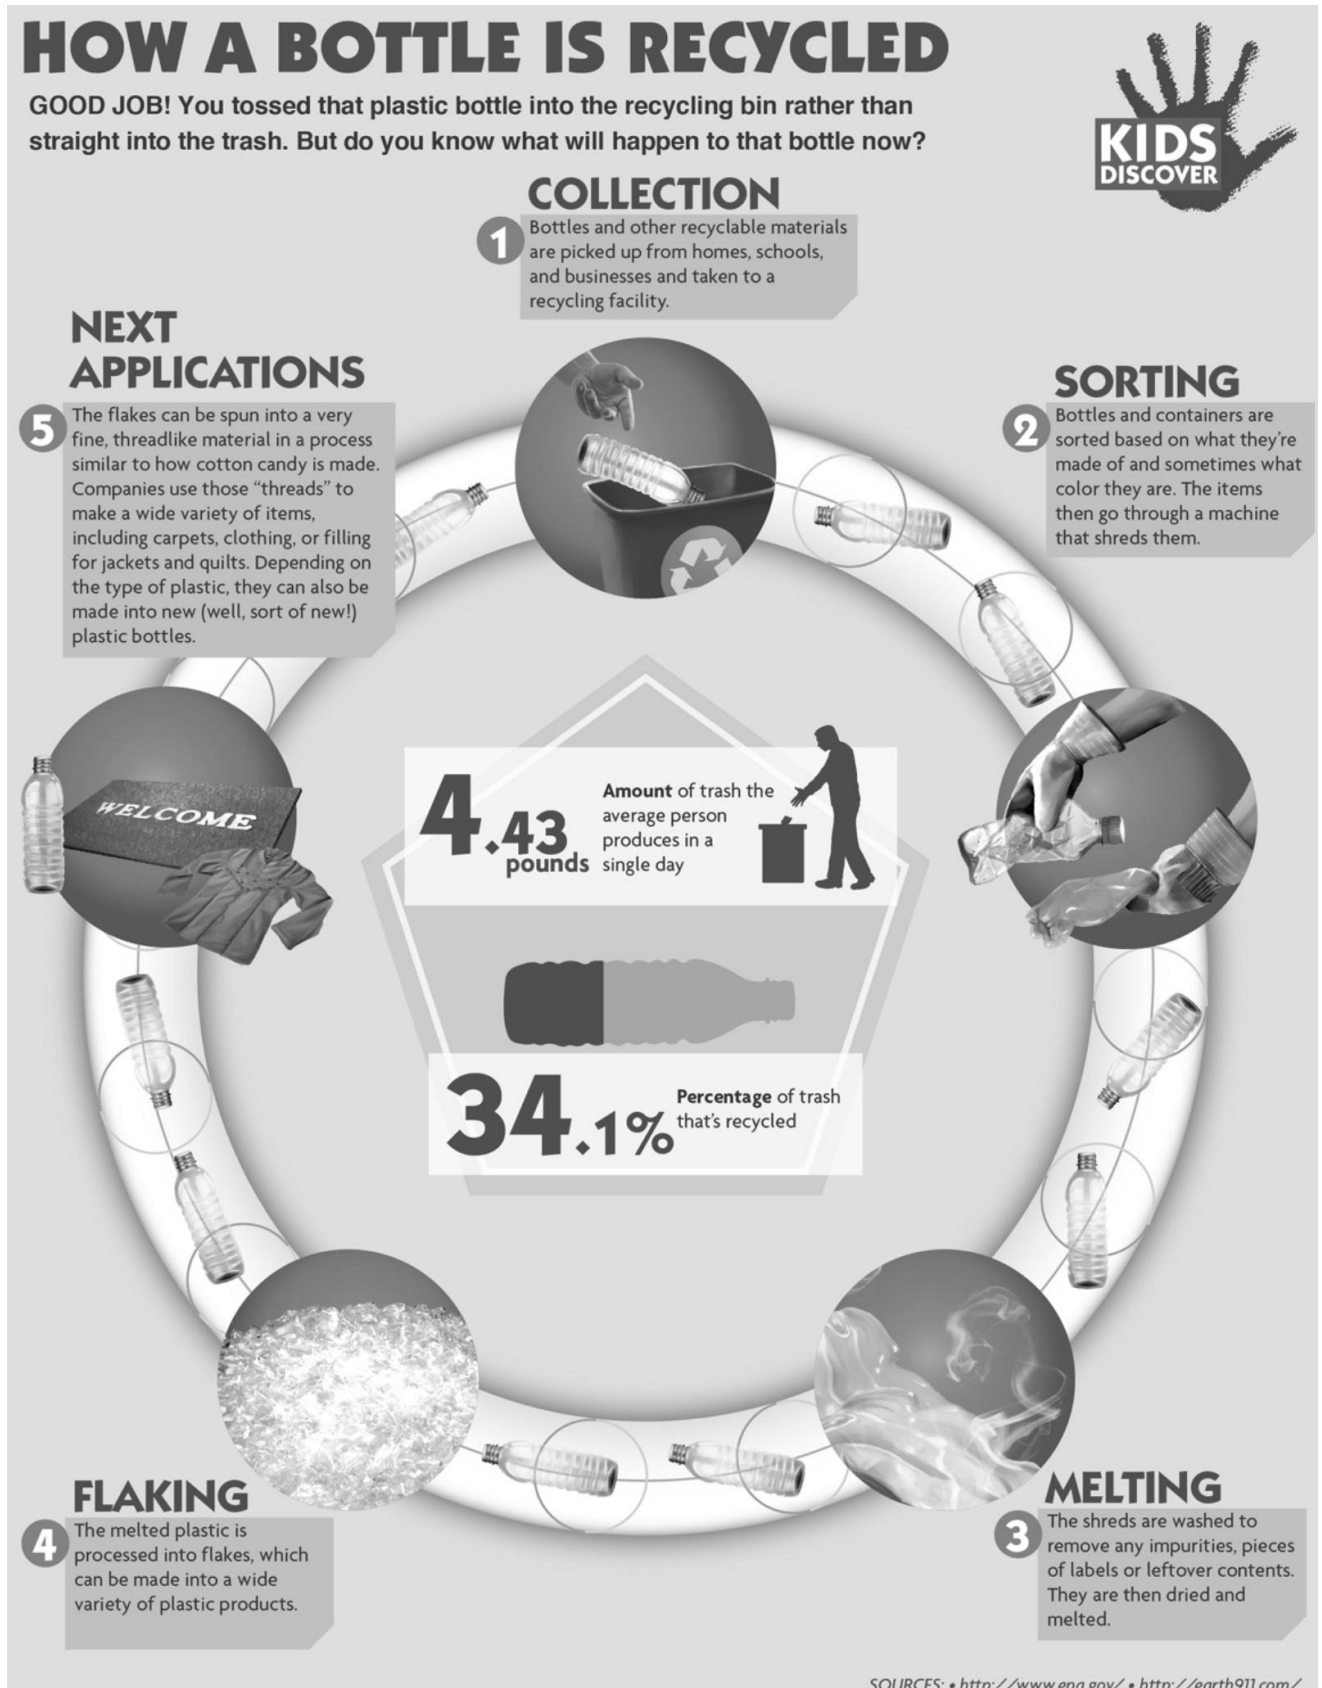 HOW A BOTTLE IS RECYCLED
GOOD JOB! You tossed that plastic bottle into the recycling bin rather than
straight into the trash. But do you know what will happen to that bottle now?
KIDS
DISCOVER
COLLECTION
1
Bottles and other recyclable materials
are picked up from homes, schools,
and businesses and taken to a
recycling facility.
SORTING
2
Bottles and containers are
sorted based on what they're
made of and sometimes what
color they are. The items
then go through a machine
that shreds them.
MELTING
3
The shreds are washed to
remove any impurities, pieces
of labels or leftover contents.
They are then dried and
melted.
FLAKING
4
The melted plastic is
processed into flakes, which
can be made into a wide
variety of plastic products.
NEXT
APPLICATIONS
5
The flakes can be spun into a very
fine, threadlike material in a process
similar to how cotton candy is made.
Companies use those “threads” to
make a wide variety of items,
including carpets, clothing, or filling
for jackets and quilts. Depending on
the type of plastic, they can also be
made into new (well, sort of new!)
plastic bottles.
WELCOME
4.43
pounds
Amount of trash the
average person
produces in a
single day
34.1%
Percentage of trash
that's recycled
SOURCES: • http://www.epa.gov/ • http://earth911.com/